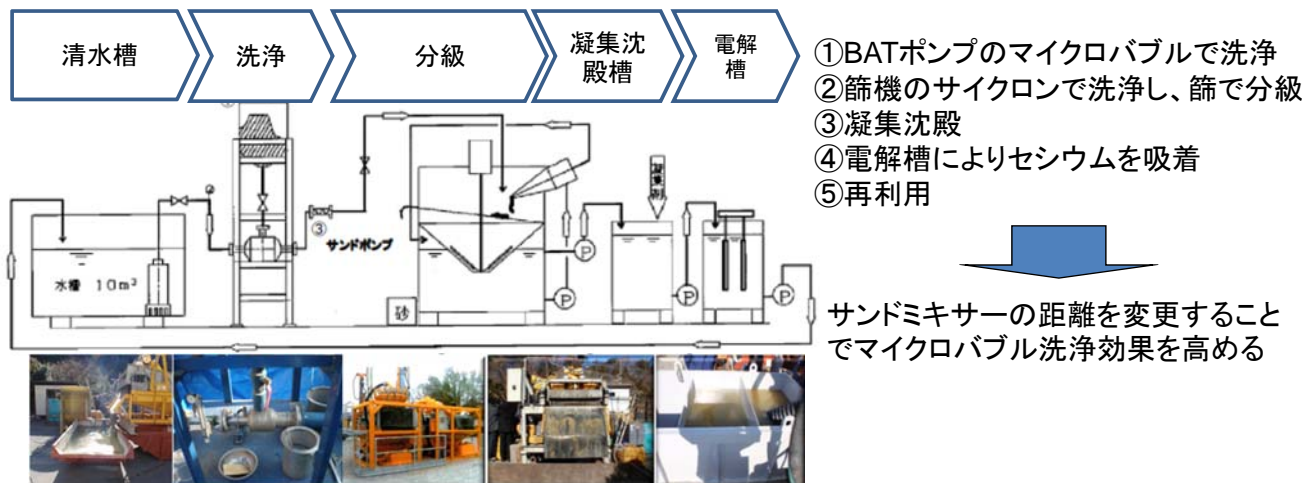 清水槽
洗浄
分級
凝集沈
殿槽
電解
槽
①BATポンプのマイクロバブルで洗浄
②篩機のサイクロンで洗浄し、篩で分級
③凝集沈殿
④電解槽によりセシウムを吸着
⑤再利用
サンドミキサーの距離を変更すること
でマイクロバブル洗浄効果を高める
水槽 10m³
③
サンドポンプ
砂
凝集剤
P
P
P
P